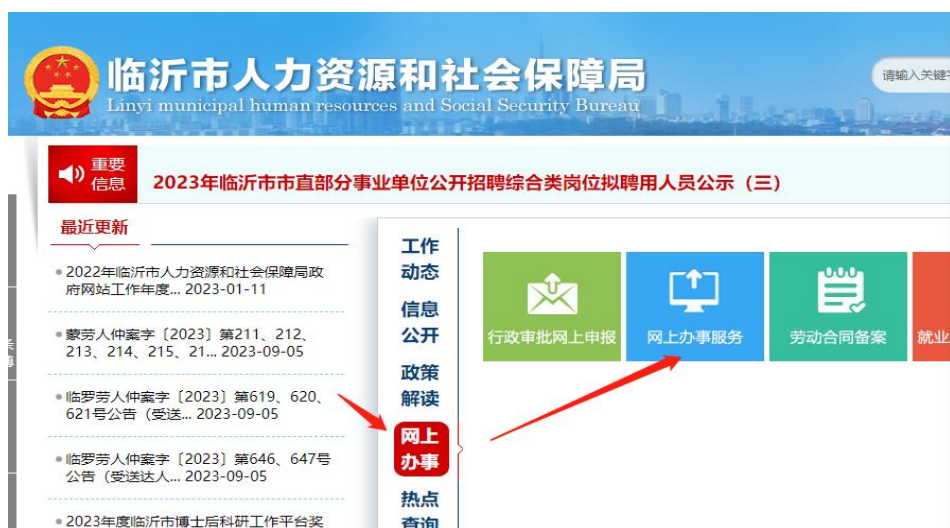 临沂市人力资源和社会保障局
Linyi municipal human resources and Social Security Bureau
请输入关键字
重要
信息
2023年临沂市市直部分事业单位公开招聘综合类岗位拟聘用人员公示（三）
最近更新
2022年临沂市人力资源和社会保障局政
府网站工作年度... 2023-01-11
蒙劳人仲案字〔2023〕第211、212、
213、214、215、21... 2023-09-05
临罗劳人仲案字〔2023〕第619、620、
621号公告（受送... 2023-09-05
临罗劳人仲案字〔2023〕第646、647号
公告（受送达人... 2023-09-05
2023年度临沂市博士后科研工作平台奖
工作
动态
信息
公开
政策
解读
网上
办事
热点
查询
行政审批网上申报
网上办事服务
劳动合同备案
就业